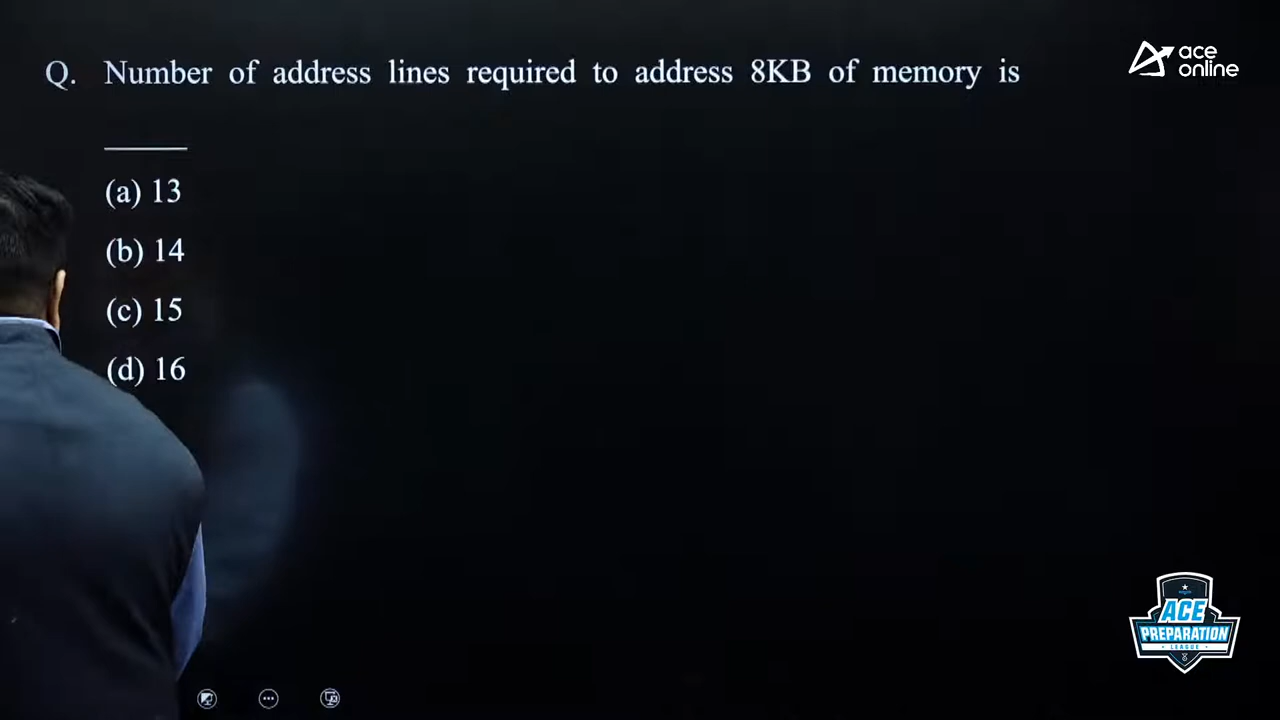 Q. Number of address lines required to address 8KB of memory is
______
(a) 13
(b) 14
(c) 15
(d) 16
ace
online
ACE
PREPARATION
LEAGUE